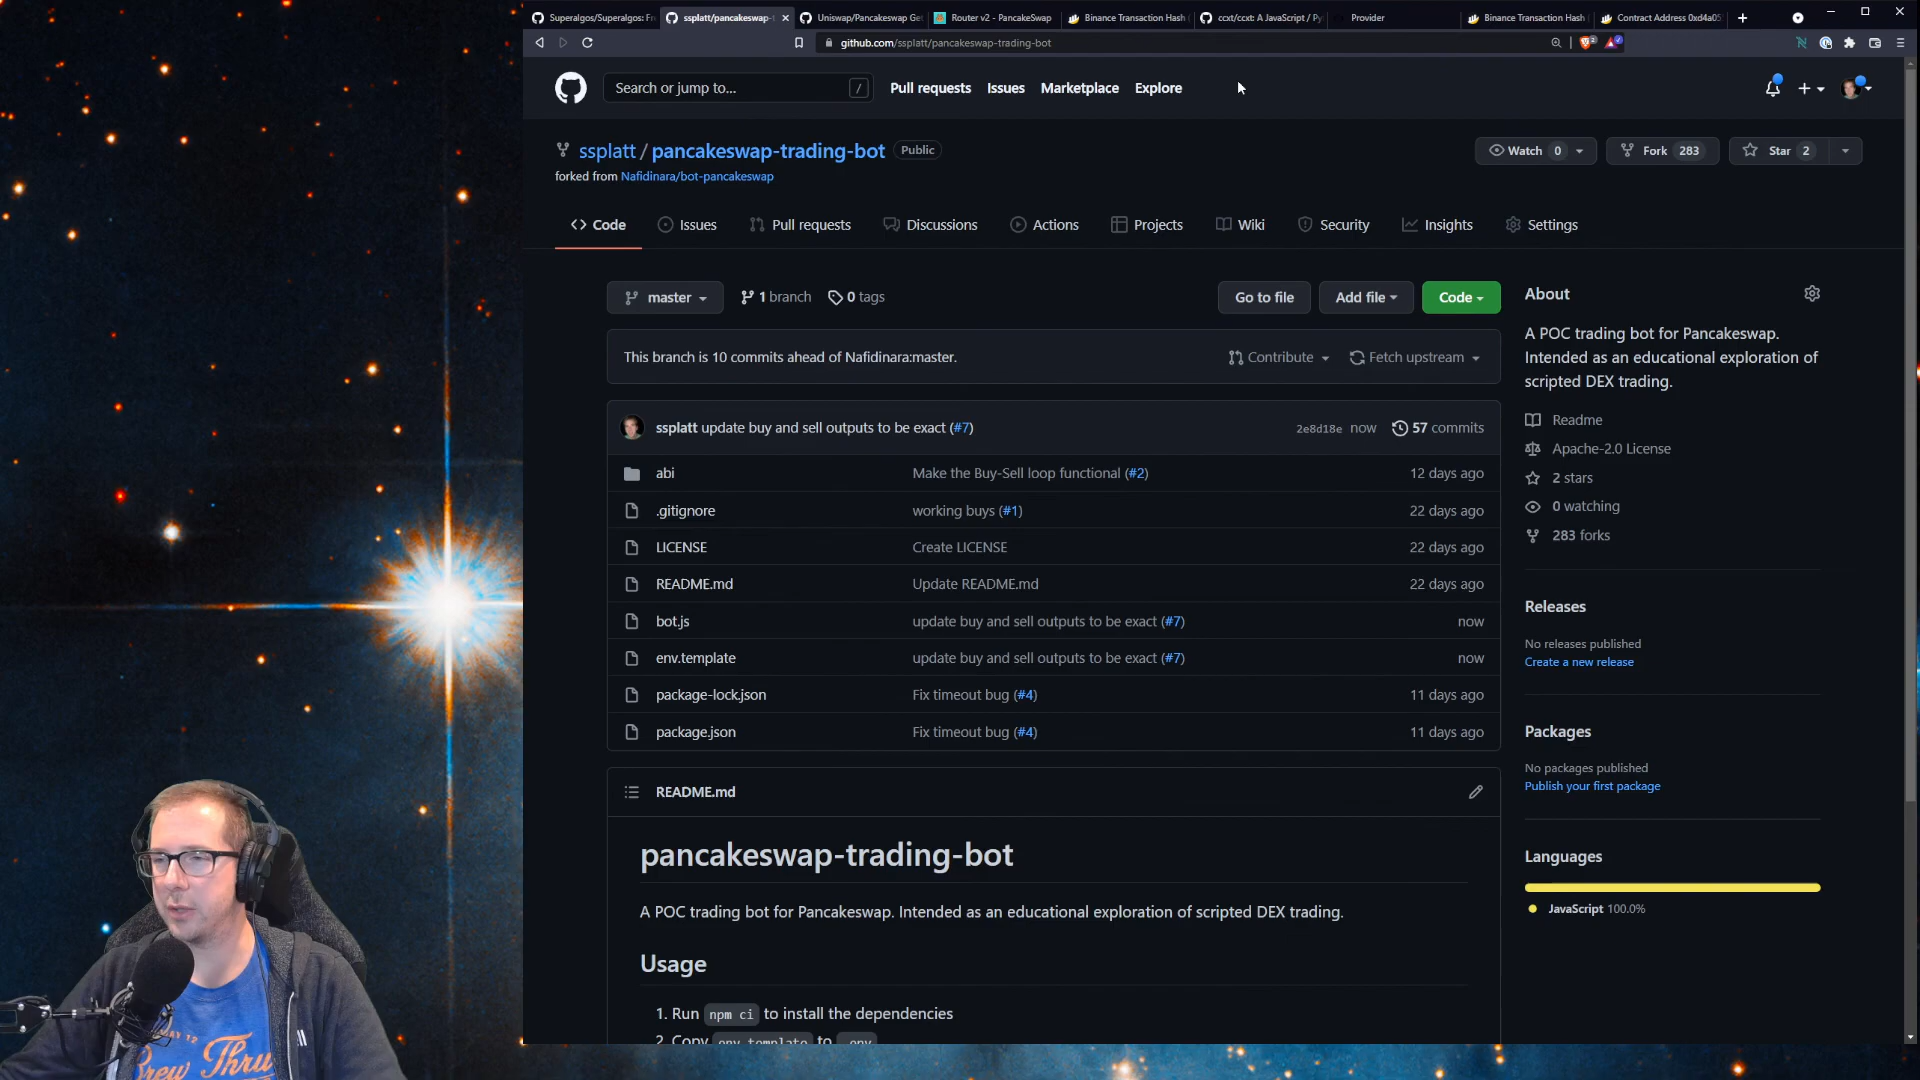 Superalgos/Superalgos: Fr
ssplatt/pancakeswap-t
Uniswap/Pancakeswap Ge
Router v2 - PancakeSwap
Binance Transaction Hash
ccxt/ccxt: A JavaScript / Py
Provider
Binance Transaction Hash
Contract Address 0xd4a05
github.com/ssplatt/pancakeswap-trading-bot
Search or jump to... / Pull requests Issues Marketplace Explore
ssplatt / pancakeswap-trading-bot Public
Watch 0 Fork 283 Star 2
forked from Nafidinara/bot-pancakeswap
Code Issues Pull requests Discussions Actions Projects Wiki Security Insights Settings
master 1 branch 0 tags Go to file Add file Code
This branch is 10 commits ahead of Nafidinara:master. Contribute Fetch upstream
ssplatt update buy and sell outputs to be exact (#7) 2e8d18e now 57 commits
abi Make the Buy-Sell loop functional (#2) 12 days ago
.gitignore working buys (#1) 22 days ago
LICENSE Create LICENSE 22 days ago
README.md Update README.md 22 days ago
bot.js update buy and sell outputs to be exact (#7) now
env.template update buy and sell outputs to be exact (#7) now
package-lock.json Fix timeout bug (#4) 11 days ago
package.json Fix timeout bug (#4) 11 days ago
README.md
pancakeswap-trading-bot
A POC trading bot for Pancakeswap. Intended as an educational exploration of scripted DEX trading.
Usage
1. Run npm ci to install the dependencies
2. Copy env.template to .env
About
A POC trading bot for Pancakeswap.
Intended as an educational exploration of
scripted DEX trading.
Readme
Apache-2.0 License
2 stars
0 watching
283 forks
Releases
No releases published
Create a new release
Packages
No packages published
Publish your first package
Languages
JavaScript 100.0%
Brew Thru